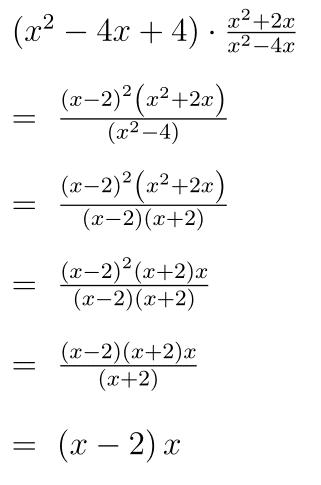 (x² − 4x + 4) · (x²+2x)/(x²−4x)
= ((x−2)²(x²+2x))/((x²−4))
= ((x−2)²(x²+2x))/((x−2)(x+2))
= ((x−2)²(x+2)x)/((x−2)(x+2))
= ((x−2)(x+2)x)/((x+2))
= (x − 2) x